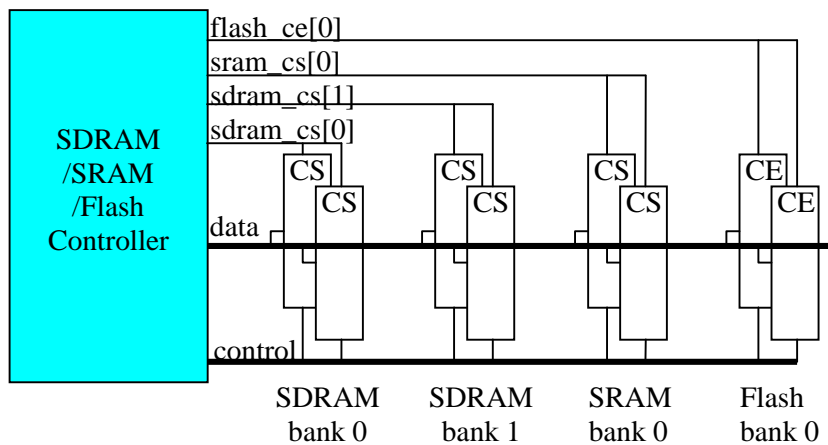 flash_ce[0]
sram_cs[0]
sdram_cs[1]
sdram_cs[0]
SDRAM
/SRAM
/Flash
Controller
CS
CS
CS
CS
CS
CS
CE
CE
data
control
SDRAM
bank 0
SDRAM
bank 1
SRAM
bank 0
Flash
bank 0